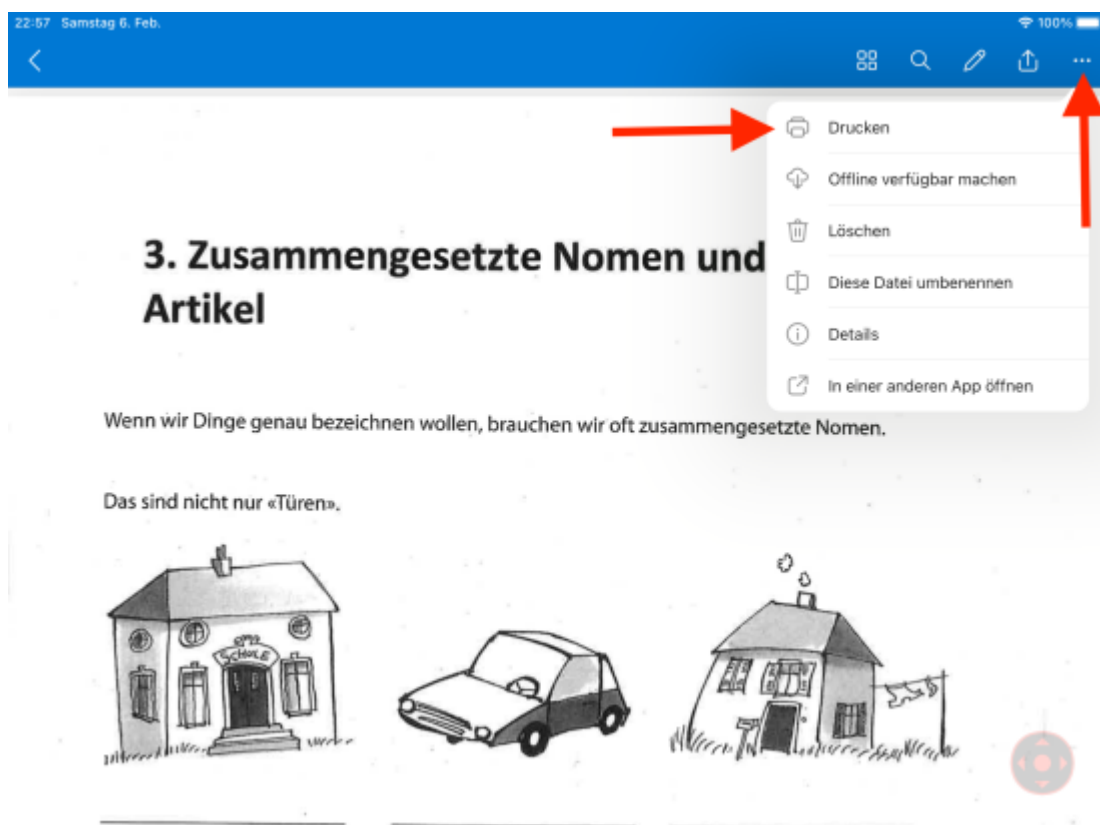 22:57 Samstag 6. Feb.
100%
Drucken
Offline verfügbar machen
Löschen
Diese Datei umbenennen
Details
In einer anderen App öffnen
3. Zusammengesetzte Nomen und
Artikel
Wenn wir Dinge genau bezeichnen wollen, brauchen wir oft zusammengesetzte Nomen.
Das sind nicht nur «Türen».
SCHULE